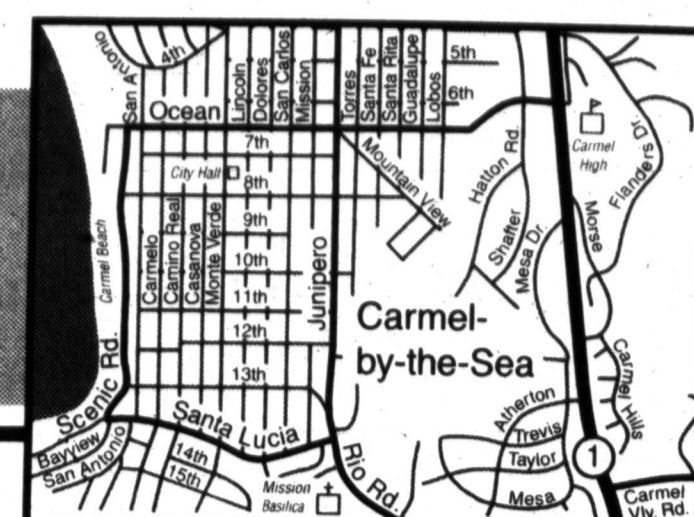 San Antonio
4th
Lincoln
Dolores
San Carlos
Mission
Torres
Santa Fe
Santa Rita
Guadalupe
Lobos
5th
6th
Ocean
7th
City Hall
8th
Mountain View
Hatton Rd.
Carmel
High
Flanders Dr.
Carmel Beach
Carmelo
Camino Real
Casanova
Monte Verde
9th
10th
11th
12th
13th
Junipero
Shafter
Mesa Dr.
Morse
Carmel-
by-the-Sea
Scenic Rd.
Santa Lucia
Bayview
San Antonio
14th
15th
Mission
Basilica
Rio Rd.
Atherton
Trevis
Taylor
Mesa
Carmel Hills
1
Carmel
Vly. Rd.